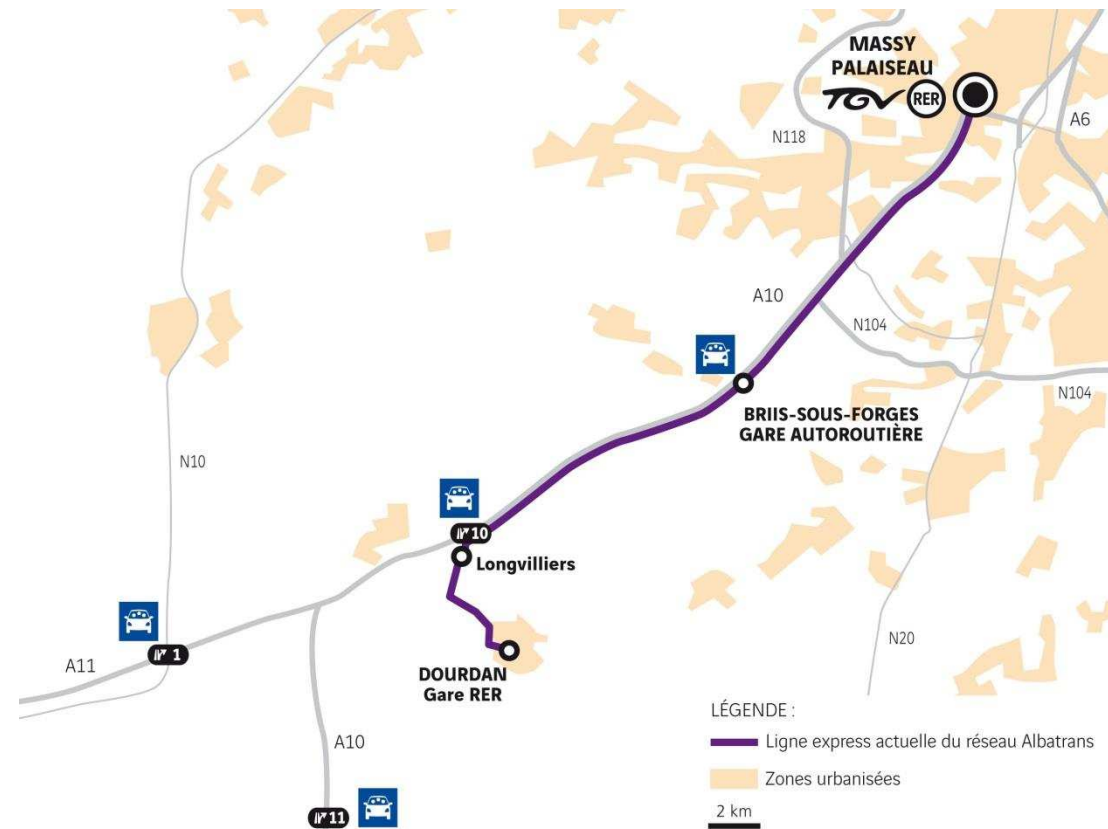 MASSY
PALAISEAU
TGV RER
A6
N118
A10
N104
N104
BRIIS-SOUS-FORGES
GARE AUTOROUTIÈRE
N10
10
Longvilliers
1
A11
DOURDAN
Gare RER
N20
A10
11
LÉGENDE :
Ligne express actuelle du réseau Albatrans
Zones urbanisées
2 km